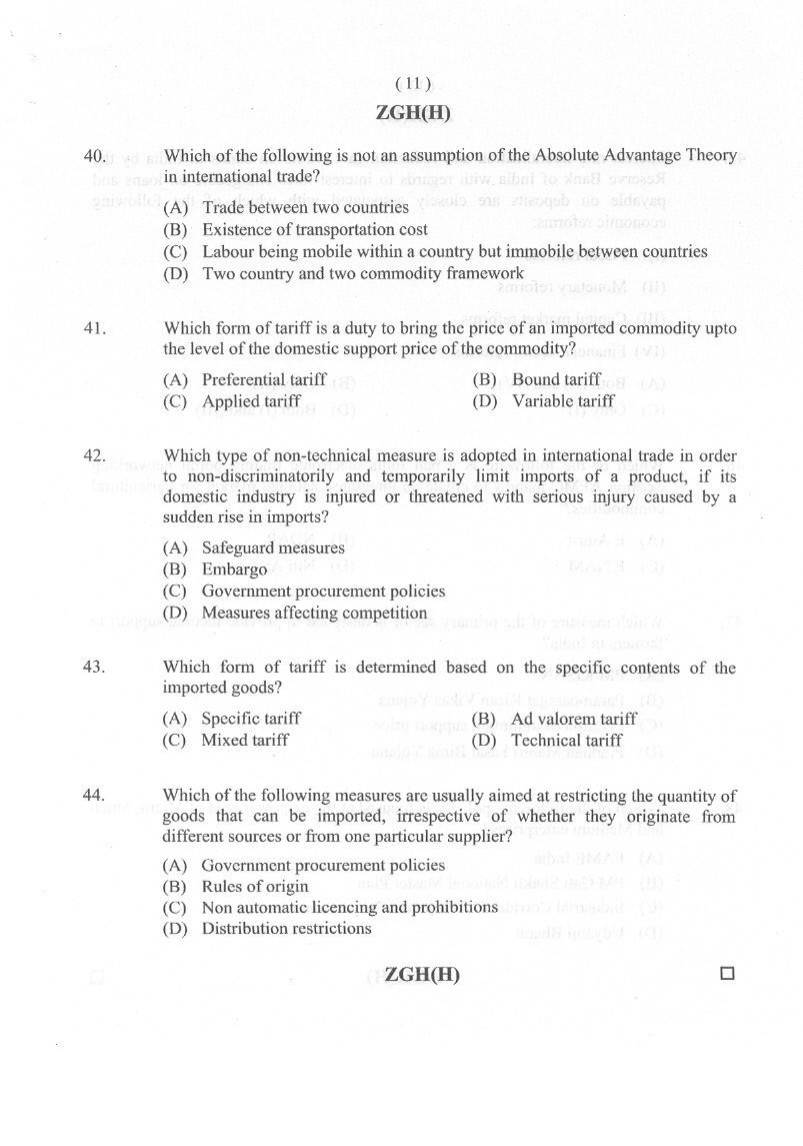 ( 11 )
ZGH(H)
40. Which of the following is not an assumption of the Absolute Advantage Theory
in international trade?
(A) Trade between two countries
(B) Existence of transportation cost
(C) Labour being mobile within a country but immobile between countries
(D) Two country and two commodity framework
41. Which form of tariff is a duty to bring the price of an imported commodity upto
the level of the domestic support price of the commodity?
(A) Preferential tariff (B) Bound tariff
(C) Applied tariff (D) Variable tariff
42. Which type of non-technical measure is adopted in international trade in order
to non-discriminatorily and temporarily limit imports of a product, if its
domestic industry is injured or threatened with serious injury caused by a
sudden rise in imports?
(A) Safeguard measures
(B) Embargo
(C) Government procurement policies
(D) Measures affecting competition
43. Which form of tariff is determined based on the specific contents of the
imported goods?
(A) Specific tariff (B) Ad valorem tariff
(C) Mixed tariff (D) Technical tariff
44. Which of the following measures are usually aimed at restricting the quantity of
goods that can be imported, irrespective of whether they originate from
different sources or from one particular supplier?
(A) Government procurement policies
(B) Rules of origin
(C) Non automatic licencing and prohibitions
(D) Distribution restrictions
ZGH(H)